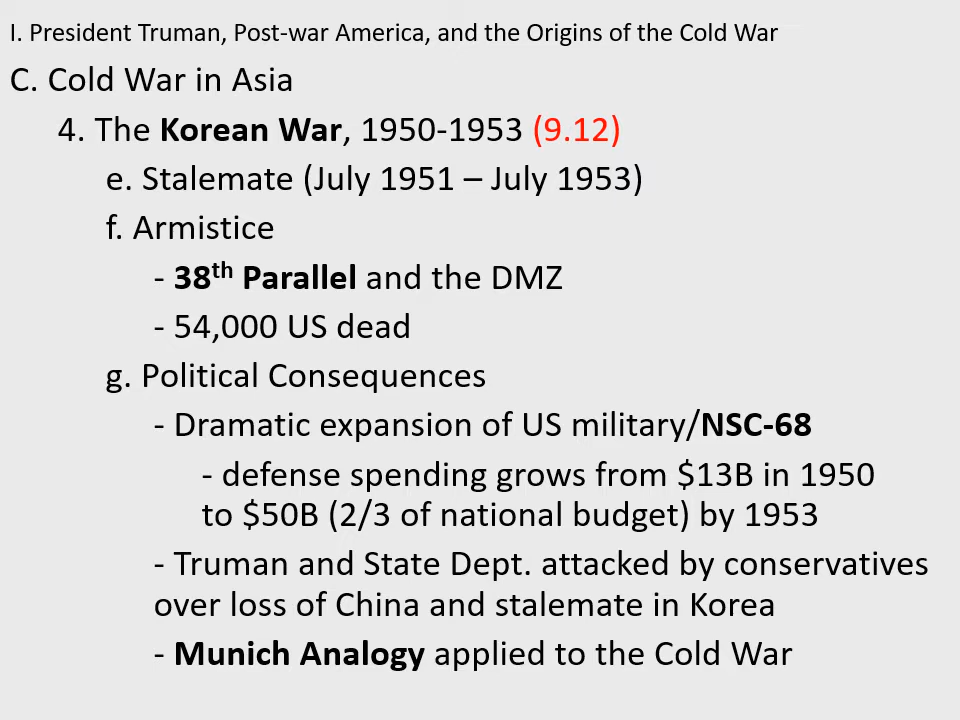 I. President Truman, Post-war America, and the Origins of the Cold War
C. Cold War in Asia
4. The Korean War, 1950-1953 (9.12)
e. Stalemate (July 1951 – July 1953)
f. Armistice
- 38th Parallel and the DMZ
- 54,000 US dead
g. Political Consequences
- Dramatic expansion of US military/NSC-68
- defense spending grows from $13B in 1950
to $50B (2/3 of national budget) by 1953
- Truman and State Dept. attacked by conservatives
over loss of China and stalemate in Korea
- Munich Analogy applied to the Cold War